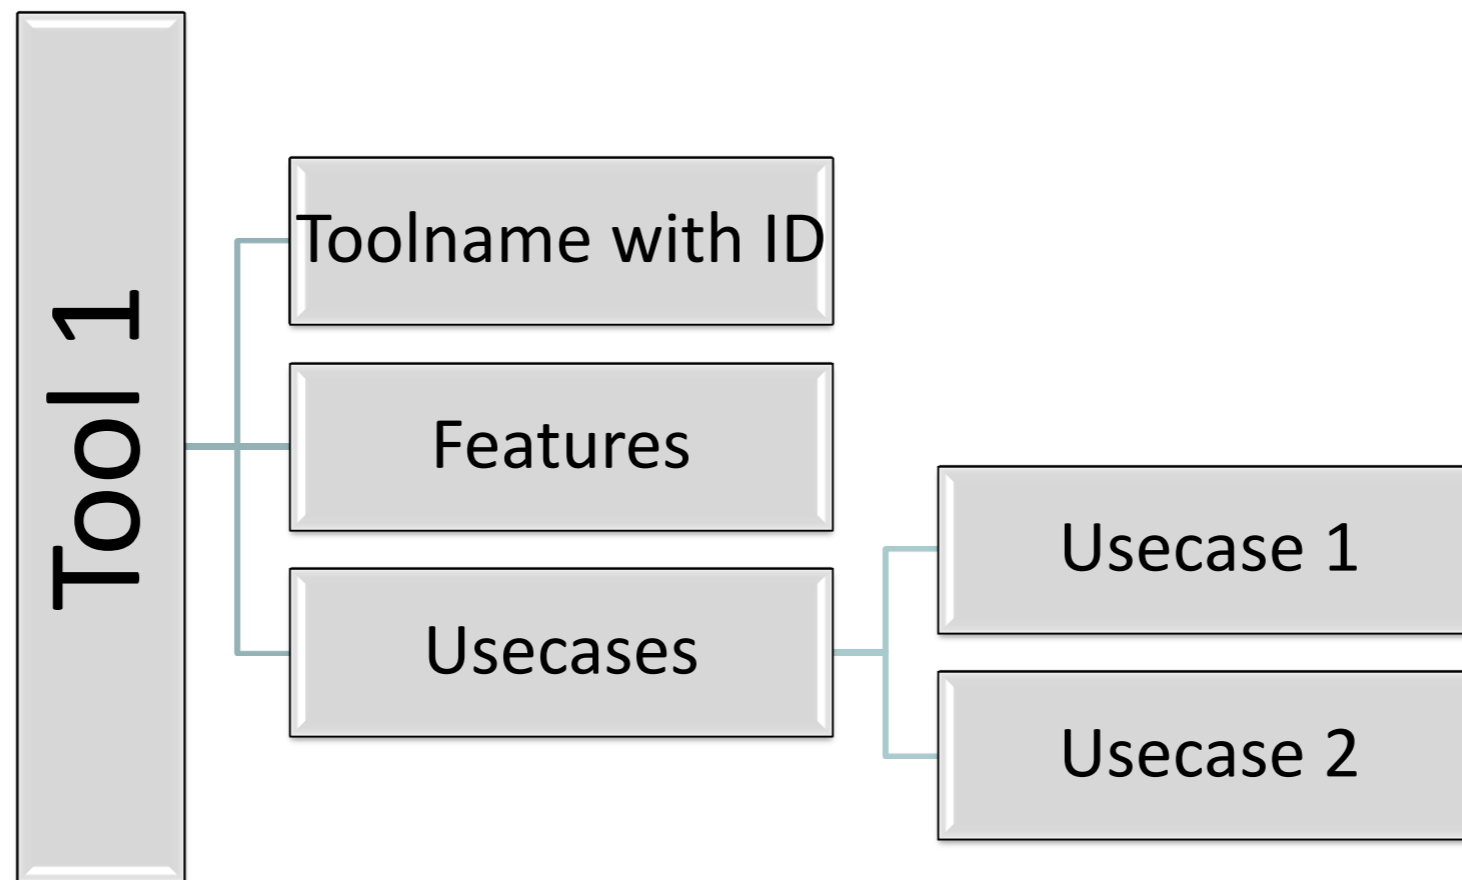 Tool 1
Toolname with ID
Features
Usecases
Usecase 1
Usecase 2